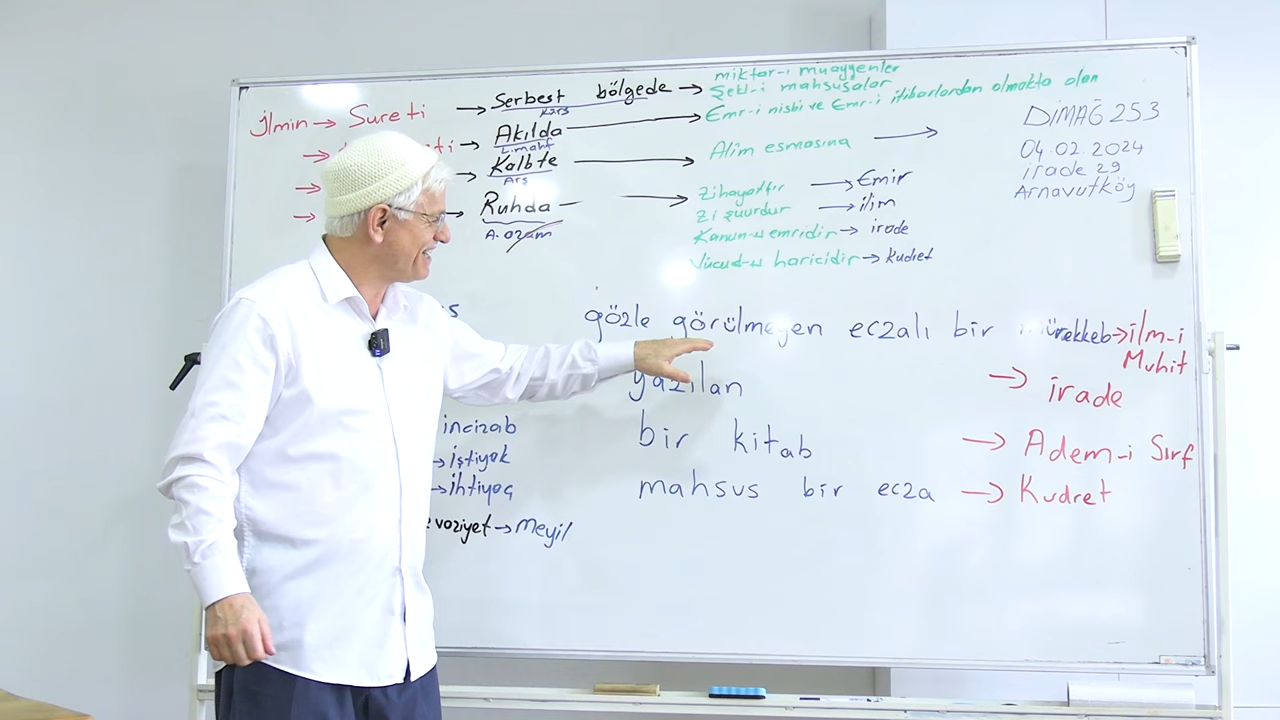 miktar-ı muayyenler
İlmin → Sureti → Serbest bölgede → Şekl-i mahsusalar
Kürs
→ Akılda → Emr-i nisbi ve Emr-i itibarlardan olmakta olan
L.mahf
→ Kalbte → Alim esmasına →
Arş
→ Ruhda → Zihayattır → Emir
A. ozam
Zi şuurdur → ilim
Kanun-u emridir → irade
Vücud-u haricidir → Kudret
DİMAĞ 253
04.02.2024
irade 29
Arnavutköy
gözle görülmeyen eczalı bir mürekkeb → ilm-i
Muhit
yazılan → irade
bir kitab → Adem-i Sırf
mahsus bir ecza → Kudret
incizab
→ iştiyak
→ ihtiyaç
vaziyet → Meyil